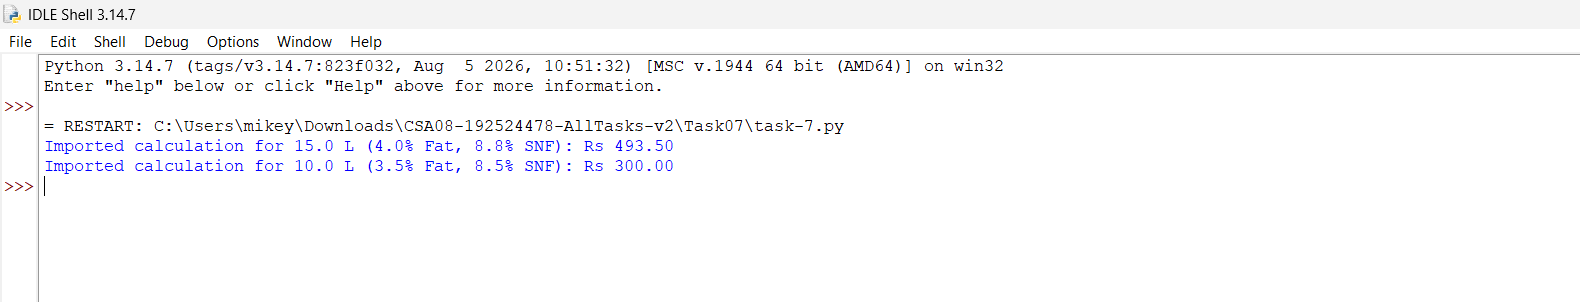 IDLE Shell 3.14.7
File Edit Shell Debug Options Window Help
Python 3.14.7 (tags/v3.14.7:823f032, Aug  5 2026, 10:51:32) [MSC v.1944 64 bit (AMD64)] on win32
Enter "help" below or click "Help" above for more information.
>>>
= RESTART: C:\Users\mikey\Downloads\CSA08-192524478-AllTasks-v2\Task07\task-7.py
Imported calculation for 15.0 L (4.0% Fat, 8.8% SNF): Rs 493.50
Imported calculation for 10.0 L (3.5% Fat, 8.5% SNF): Rs 300.00
>>>